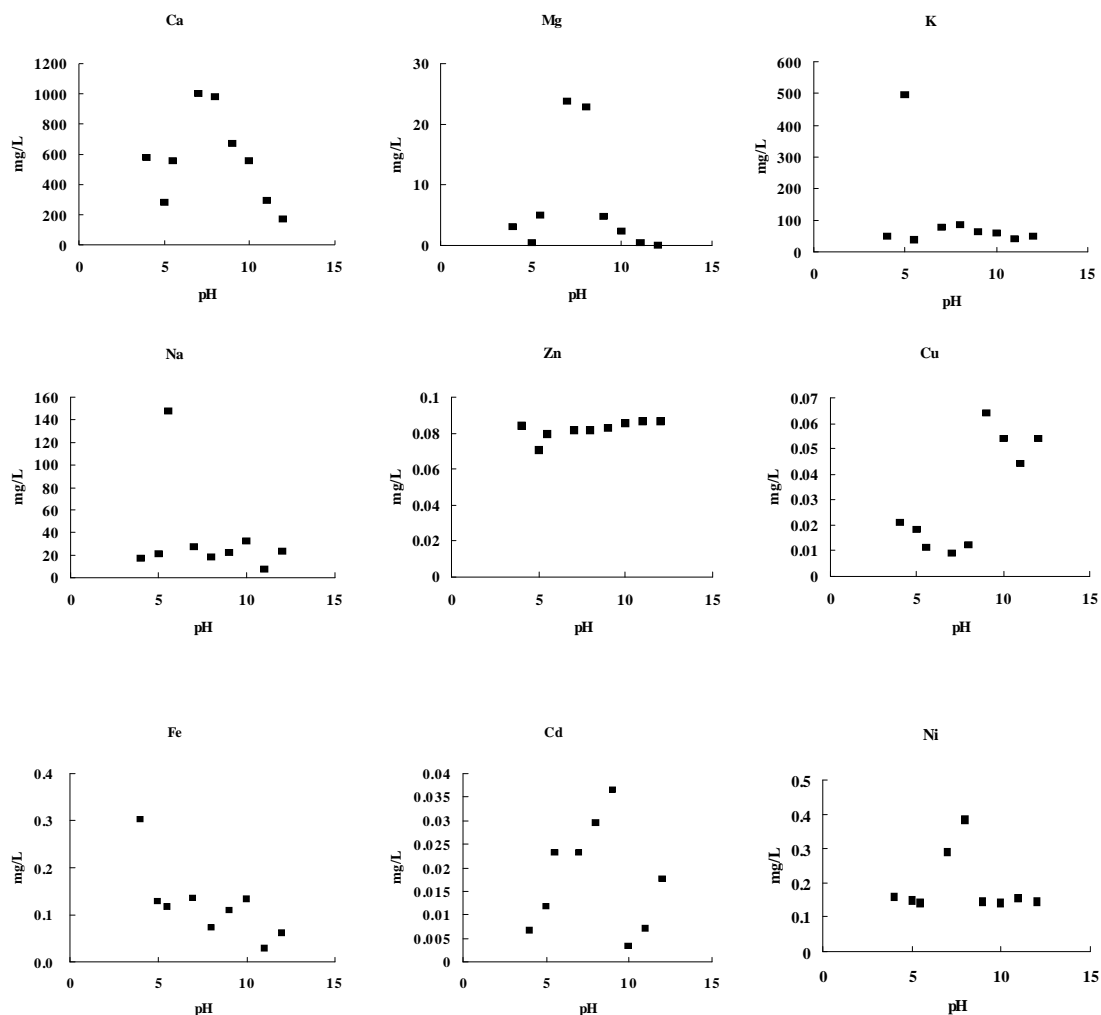 Ca
1200
1000
800
600
400
200
0
mg/L
0 5 10 15
pH
Mg
30
20
10
0
mg/L
0 5 10 15
pH
K
600
500
400
300
200
100
0
mg/L
0 5 10 15
pH
Na
160
140
120
100
80
60
40
20
0
mg/L
0 5 10 15
pH
Zn
0.1
0.08
0.06
0.04
0.02
0
mg/L
0 5 10 15
pH
Cu
0.07
0.06
0.05
0.04
0.03
0.02
0.01
0
mg/L
0 5 10 15
pH
Fe
0.4
0.3
0.2
0.1
0.0
mg/L
0 5 10 15
pH
Cd
0.04
0.035
0.03
0.025
0.02
0.015
0.01
0.005
0
mg/L
0 5 10 15
pH
Ni
0.5
0.4
0.3
0.2
0.1
0
mg/L
0 5 10 15
pH